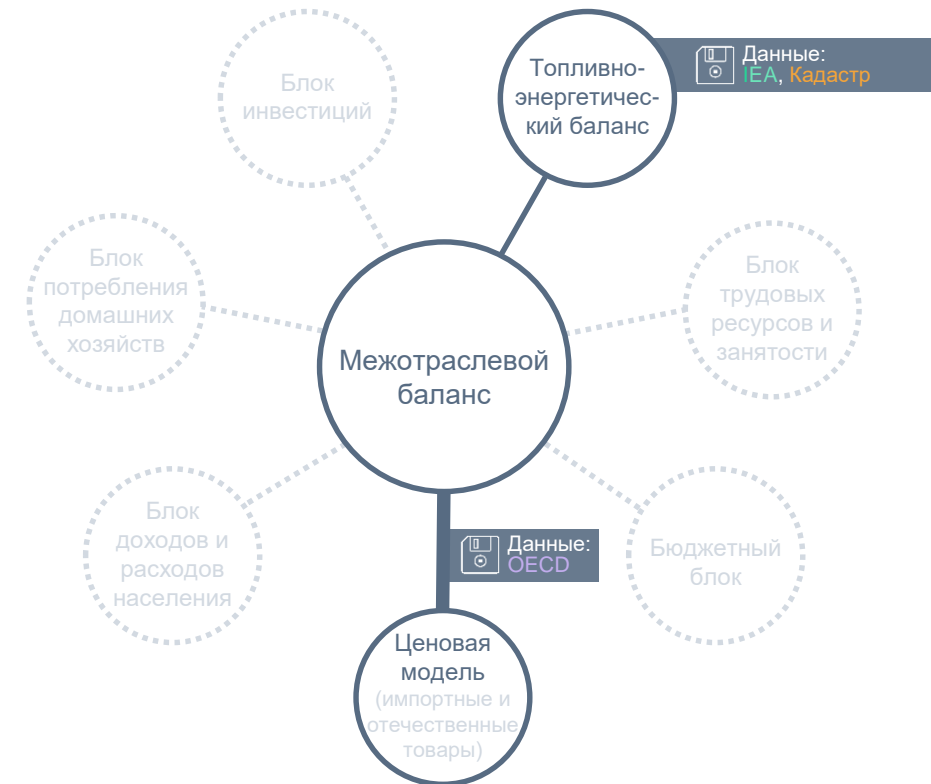 Блок
инвестиций
Топливно-
энергетичес-
кий баланс
Данные:
IEA, Кадастр
Блок
потребления
домашних
хозяйств
Блок
трудовых
ресурсов и
занятости
Межотраслевой
баланс
Блок
доходов и
расходов
населения
Данные:
OECD
Бюджетный
блок
Ценовая
модель
(импортные и
отечественные
товары)